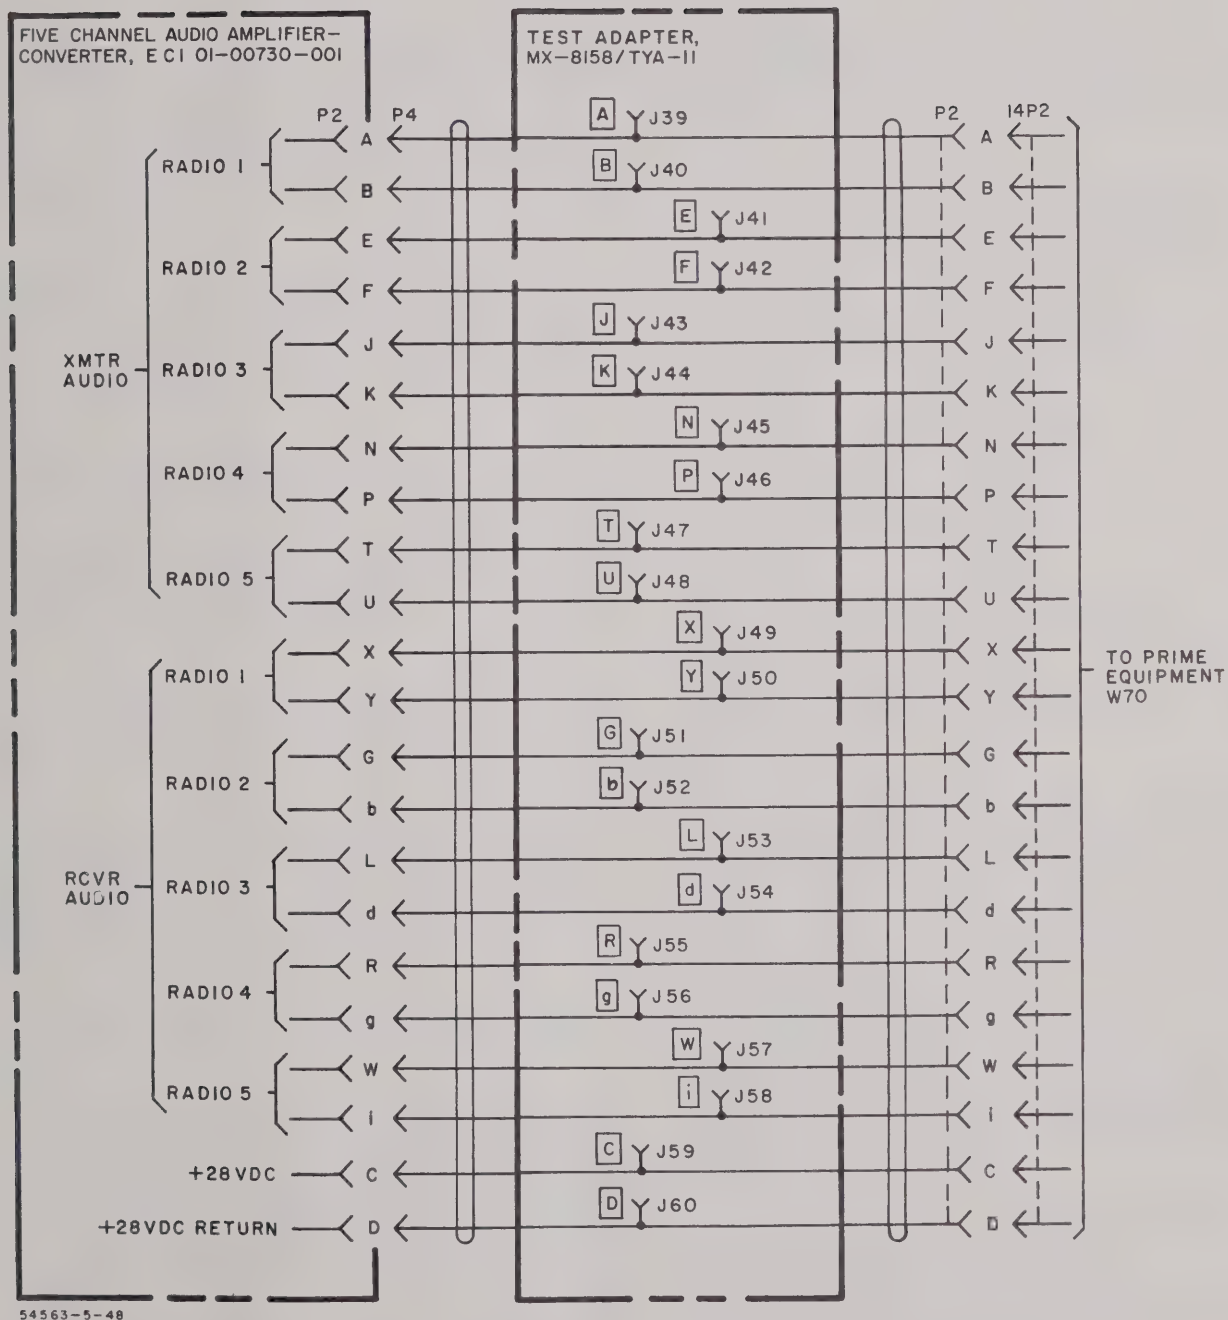 FIVE CHANNEL AUDIO AMPLIFIER-
CONVERTER, ECI 01-00730-001
TEST ADAPTER,
MX-8158/TYA-11
P2 P4 P2 14P2
XMTR
AUDIO
RADIO 1
A A J39 A
B B J40 B
RADIO 2
E E J41 E
F F J42 F
RADIO 3
J J J43 J
K K J44 K
RADIO 4
N N J45 N
P P J46 P
RADIO 5
T T J47 T
U U J48 U
RCVR
AUDIO
RADIO 1
X X J49 X
Y Y J50 Y
RADIO 2
G G J51 G
b b J52 b
RADIO 3
L L J53 L
d d J54 d
RADIO 4
R R J55 R
g g J56 g
RADIO 5
W W J57 W
i i J58 i
+28VDC C C J59 C
+28VDC RETURN D D J60 D
TO PRIME
EQUIPMENT
W70
54563-5-48